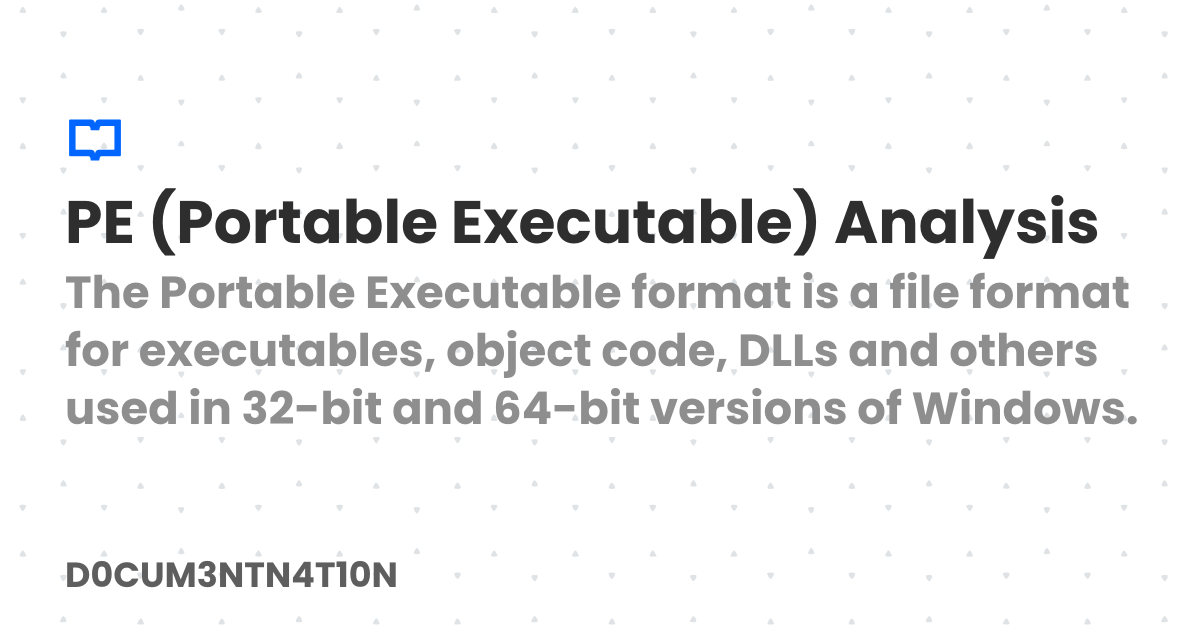 PE (Portable Executable) Analysis
The Portable Executable format is a file format
for executables, object code, DLLs and others
used in 32-bit and 64-bit versions of Windows.
D0CUM3NTN4T10N